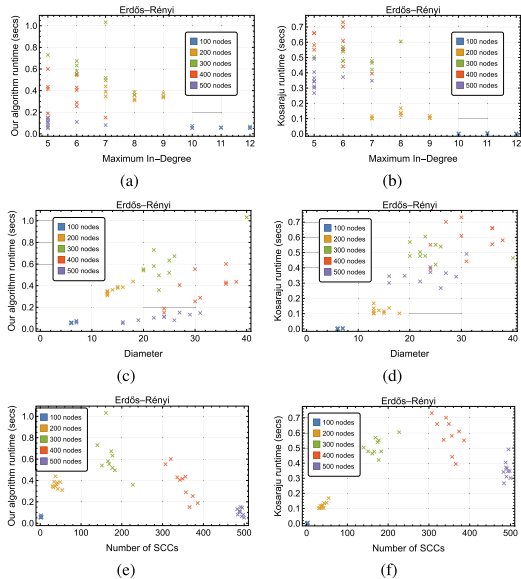 Erdős–Rényi
Our algorithm runtime (secs)
1.0
0.8
0.6
0.4
0.2
0.0
100 nodes
200 nodes
300 nodes
400 nodes
500 nodes
5 6 7 8 9 10 11 12
Maximum In–Degree
(a)
Erdős–Rényi
Kosaraju runtime (secs)
0.7
0.6
0.5
0.4
0.3
0.2
0.1
0.
100 nodes
200 nodes
300 nodes
400 nodes
500 nodes
5 6 7 8 9 10 11 12
Maximum In–Degree
(b)
Erdős–Rényi
Our algorithm runtime (secs)
1.0
0.8
0.6
0.4
0.2
0.0
100 nodes
200 nodes
300 nodes
400 nodes
500 nodes
0 10 20 30 40
Diameter
(c)
Erdős–Rényi
Kosaraju runtime (secs)
0.7
0.6
0.5
0.4
0.3
0.2
0.1
0.
100 nodes
200 nodes
300 nodes
400 nodes
500 nodes
0 10 20 30 40
Diameter
(d)
Erdős–Rényi
Our algorithm runtime (secs)
1.0
0.8
0.6
0.4
0.2
0.0
100 nodes
200 nodes
300 nodes
400 nodes
500 nodes
0 100 200 300 400 500
Number of SCCs
(e)
Erdős–Rényi
Kosaraju runtime (secs)
0.7
0.6
0.5
0.4
0.3
0.2
0.1
0.
100 nodes
200 nodes
300 nodes
400 nodes
500 nodes
0 100 200 300 400 500
Number of SCCs
(f)